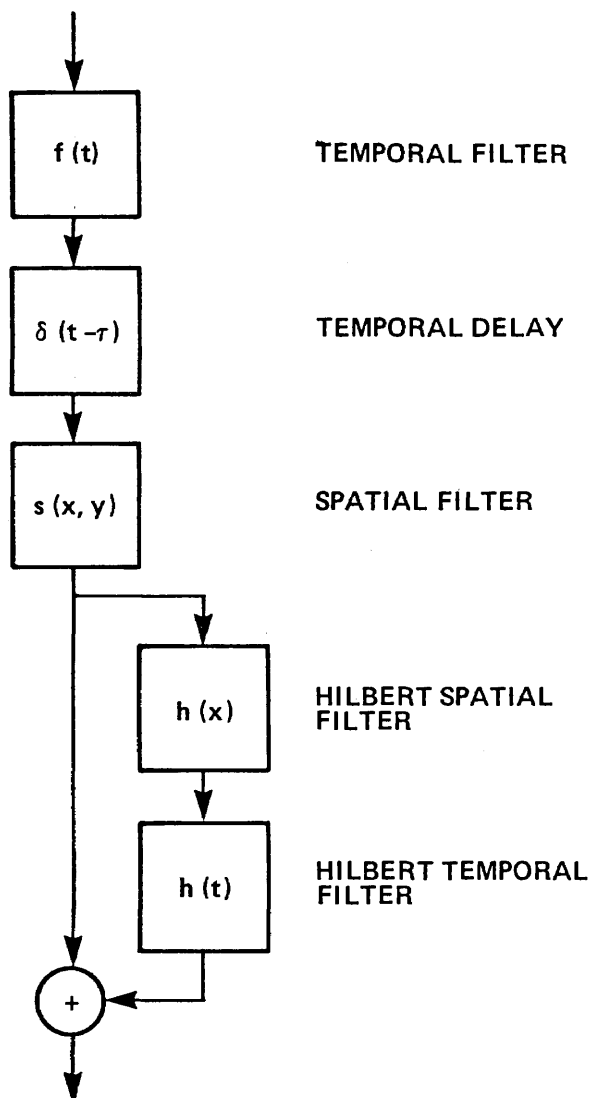 f (t)
TEMPORAL FILTER
δ (t-τ)
TEMPORAL DELAY
s (x, y)
SPATIAL FILTER
h (x)
HILBERT SPATIAL
FILTER
h (t)
HILBERT TEMPORAL
FILTER
+